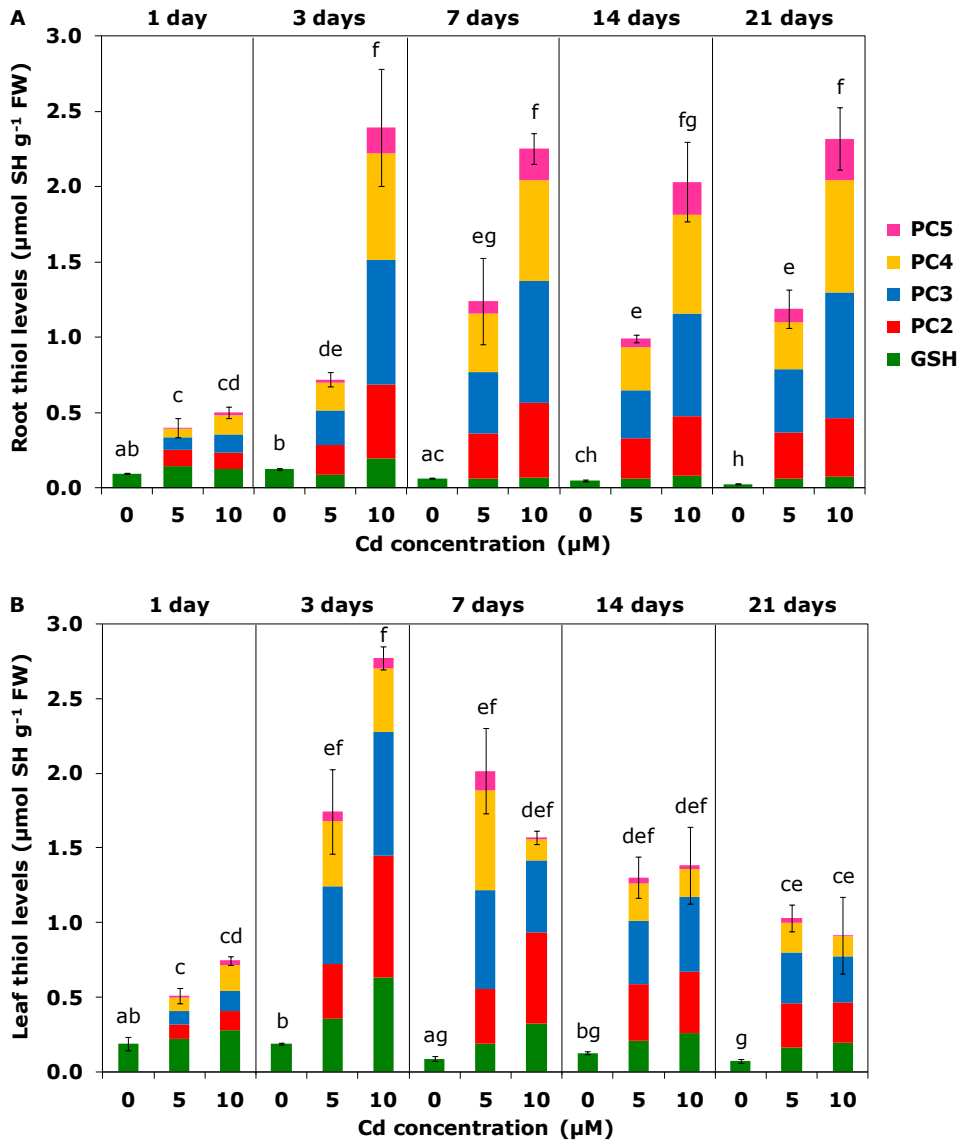 A
1 day 3 days 7 days 14 days 21 days
Root thiol levels (µmol SH g⁻¹ FW)
3.0
2.5
2.0
1.5
1.0
0.5
0.0
ab c cd b de f ac eg f ch e fg h e f
0 5 10 0 5 10 0 5 10 0 5 10 0 5 10
Cd concentration (µM)
PC5
PC4
PC3
PC2
GSH
B
1 day 3 days 7 days 14 days 21 days
Leaf thiol levels (µmol SH g⁻¹ FW)
3.0
2.5
2.0
1.5
1.0
0.5
0.0
ab c cd b ef f ag ef def bg def def g ce ce
0 5 10 0 5 10 0 5 10 0 5 10 0 5 10
Cd concentration (µM)